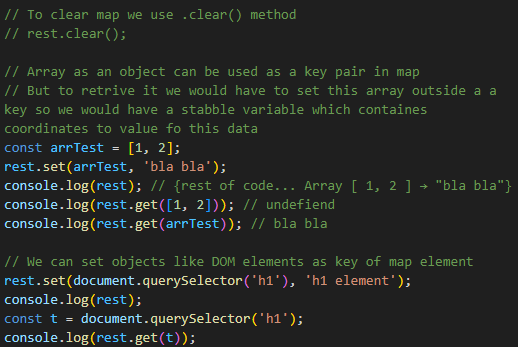 // To clear map we use .clear() method
// rest.clear();
// Array as an object can be used as a key pair in map
// But to retrive it we would have to set this array outside a a
key so we would have a stabble variable which containes
coordinates to value fo this data
const arrTest = [1, 2];
rest.set(arrTest, 'bla bla');
console.log(rest); // {rest of code... Array [ 1, 2 ] → "bla bla"}
console.log(rest.get([1, 2])); // undefiend
console.log(rest.get(arrTest)); // bla bla
// We can set objects like DOM elements as key of map element
rest.set(document.querySelector('h1'), 'h1 element');
console.log(rest);
const t = document.querySelector('h1');
console.log(rest.get(t));